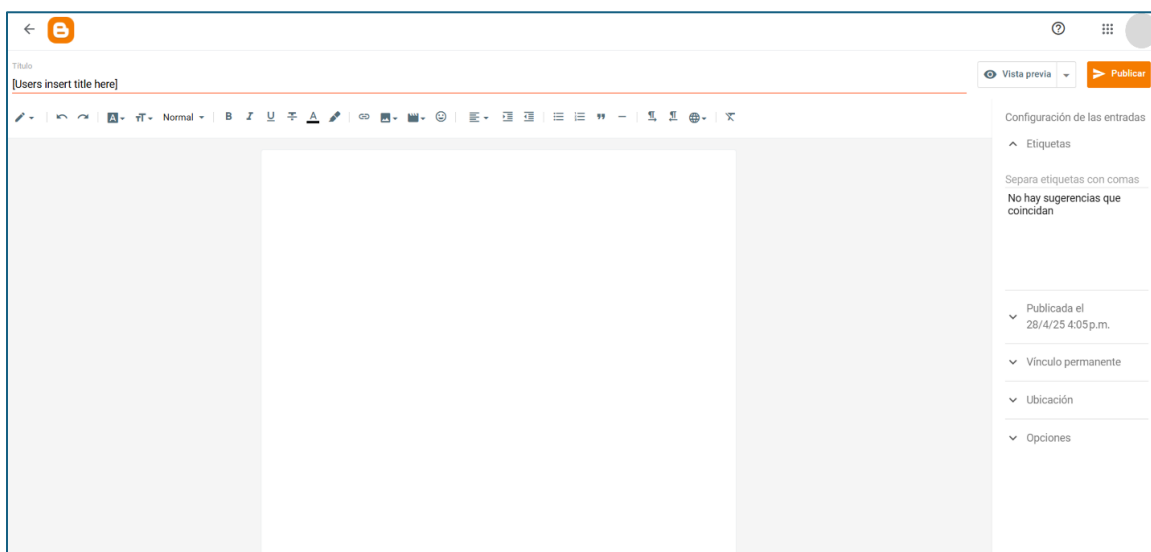 Título
[Users insert title here]
Vista previa
Publicar
Normal
B I U T A
Configuración de las entradas
Etiquetas
Separa etiquetas con comas
No hay sugerencias que
coincidan
Publicada el
28/4/25 4:05 p.m.
Vínculo permanente
Ubicación
Opciones